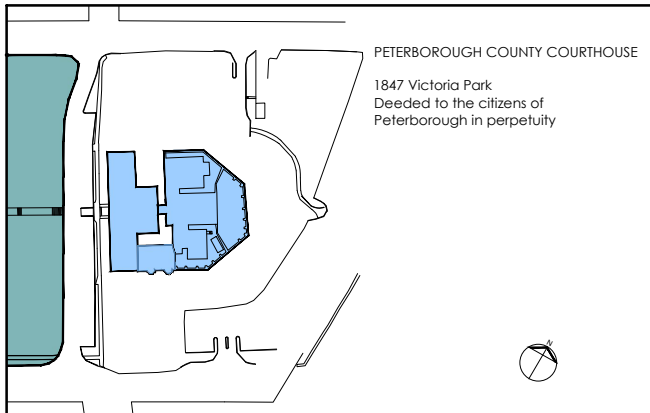 PETERBOROUGH COUNTY COURTHOUSE
1847 Victoria Park
Deeded to the citizens of
Peterborough in perpetuity
N